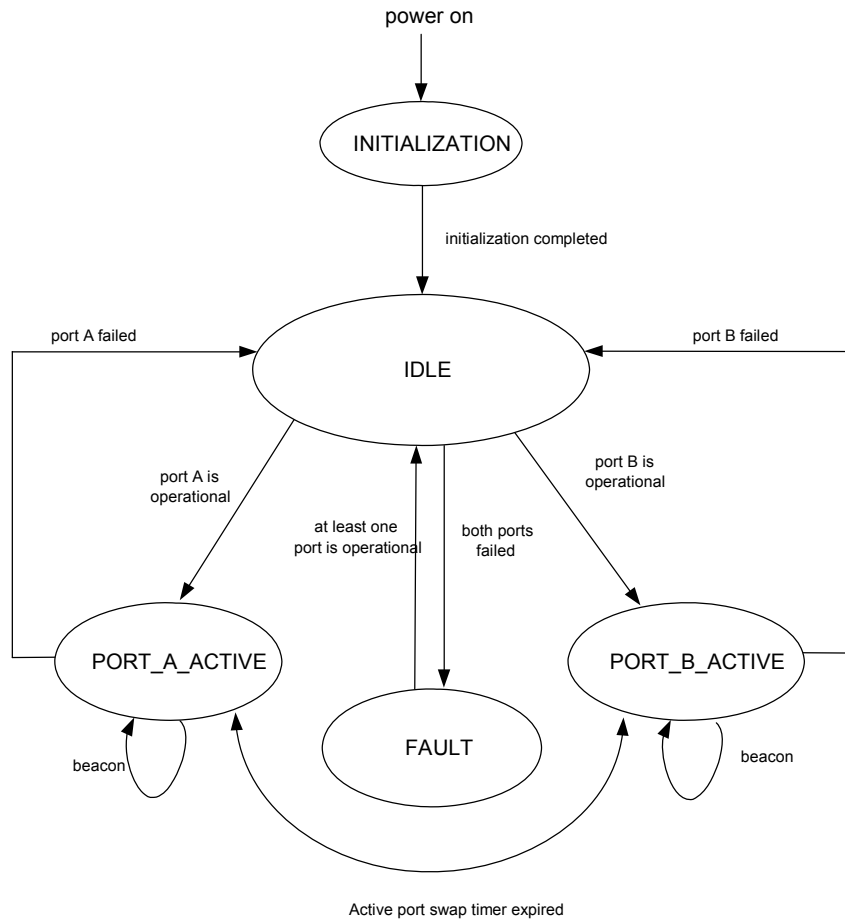 power on
INITIALIZATION
initialization completed
port A failed
port B failed
IDLE
port A is
operational
port B is
operational
at least one
port is operational
both ports
failed
PORT_A_ACTIVE
PORT_B_ACTIVE
FAULT
beacon
beacon
Active port swap timer expired